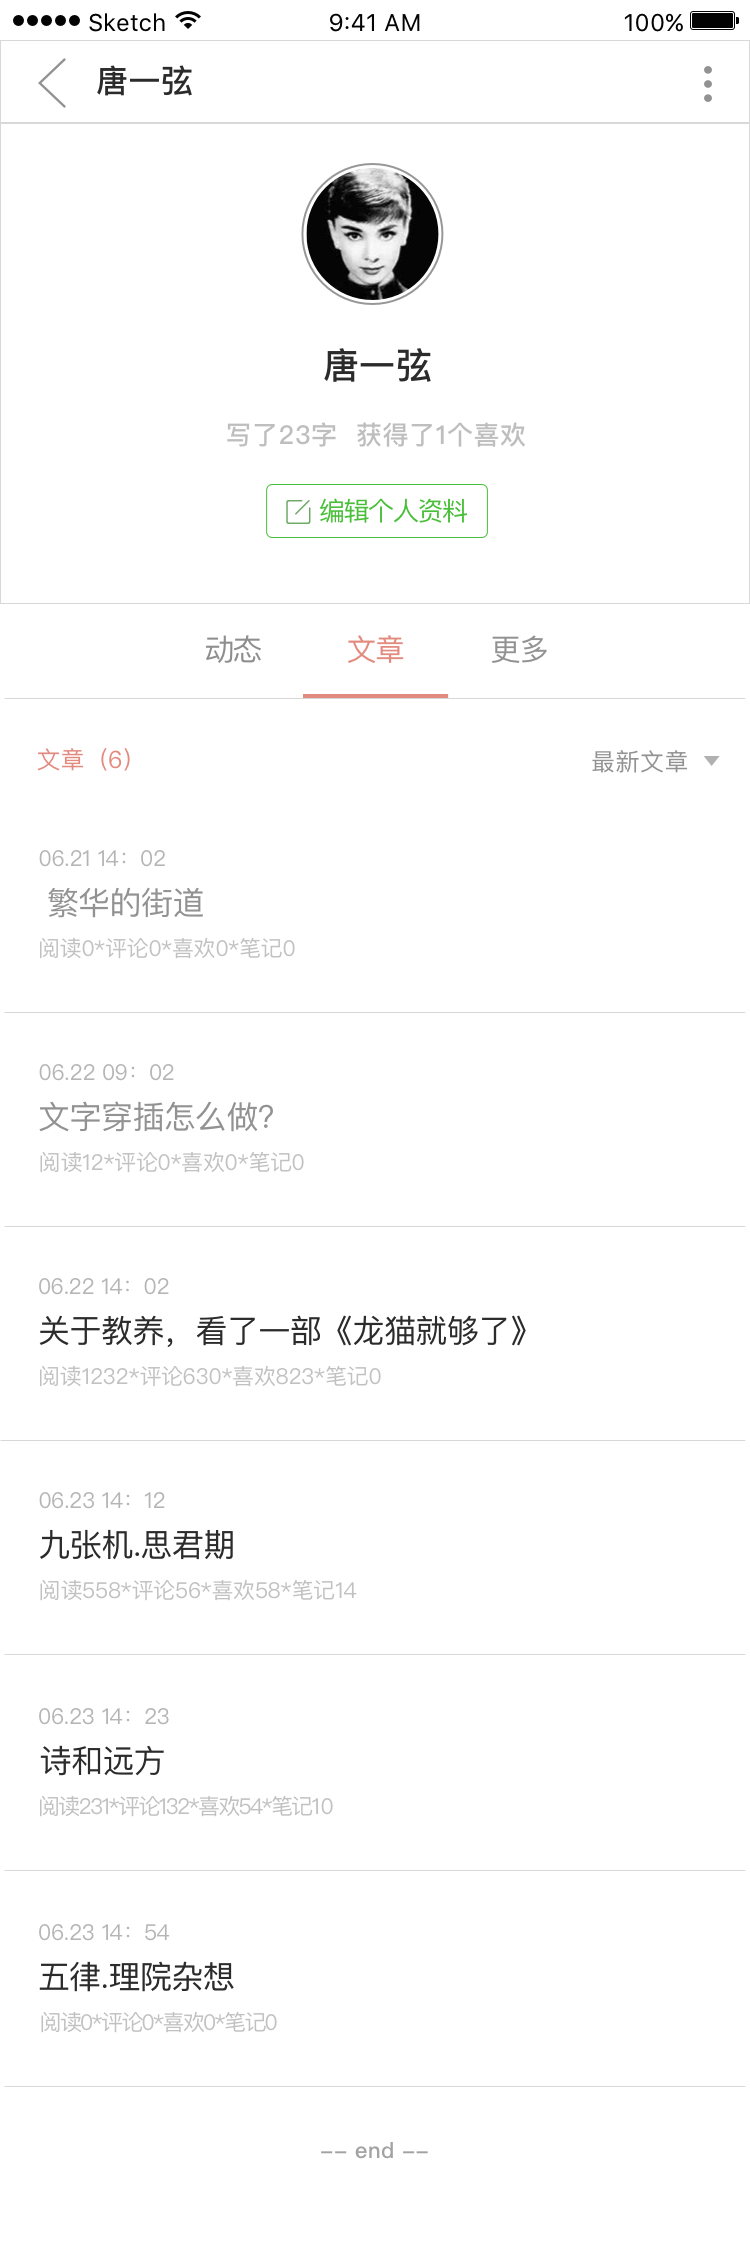 Sketch 9:41 AM 100%
唐一弦
唐一弦
写了23字 获得了1个喜欢
编辑个人资料
动态 文章 更多
文章（6） 最新文章
06.21 14：02
繁华的街道
阅读0*评论0*喜欢0*笔记0
06.22 09：02
文字穿插怎么做？
阅读12*评论0*喜欢0*笔记0
06.22 14：02
关于教养，看了一部《龙猫就够了》
阅读1232*评论630*喜欢823*笔记0
06.23 14：12
九张机.思君期
阅读558*评论56*喜欢58*笔记14
06.23 14：23
诗和远方
阅读231*评论132*喜欢54*笔记10
06.23 14：54
五律.理院杂想
阅读0*评论0*喜欢0*笔记0
-- end --